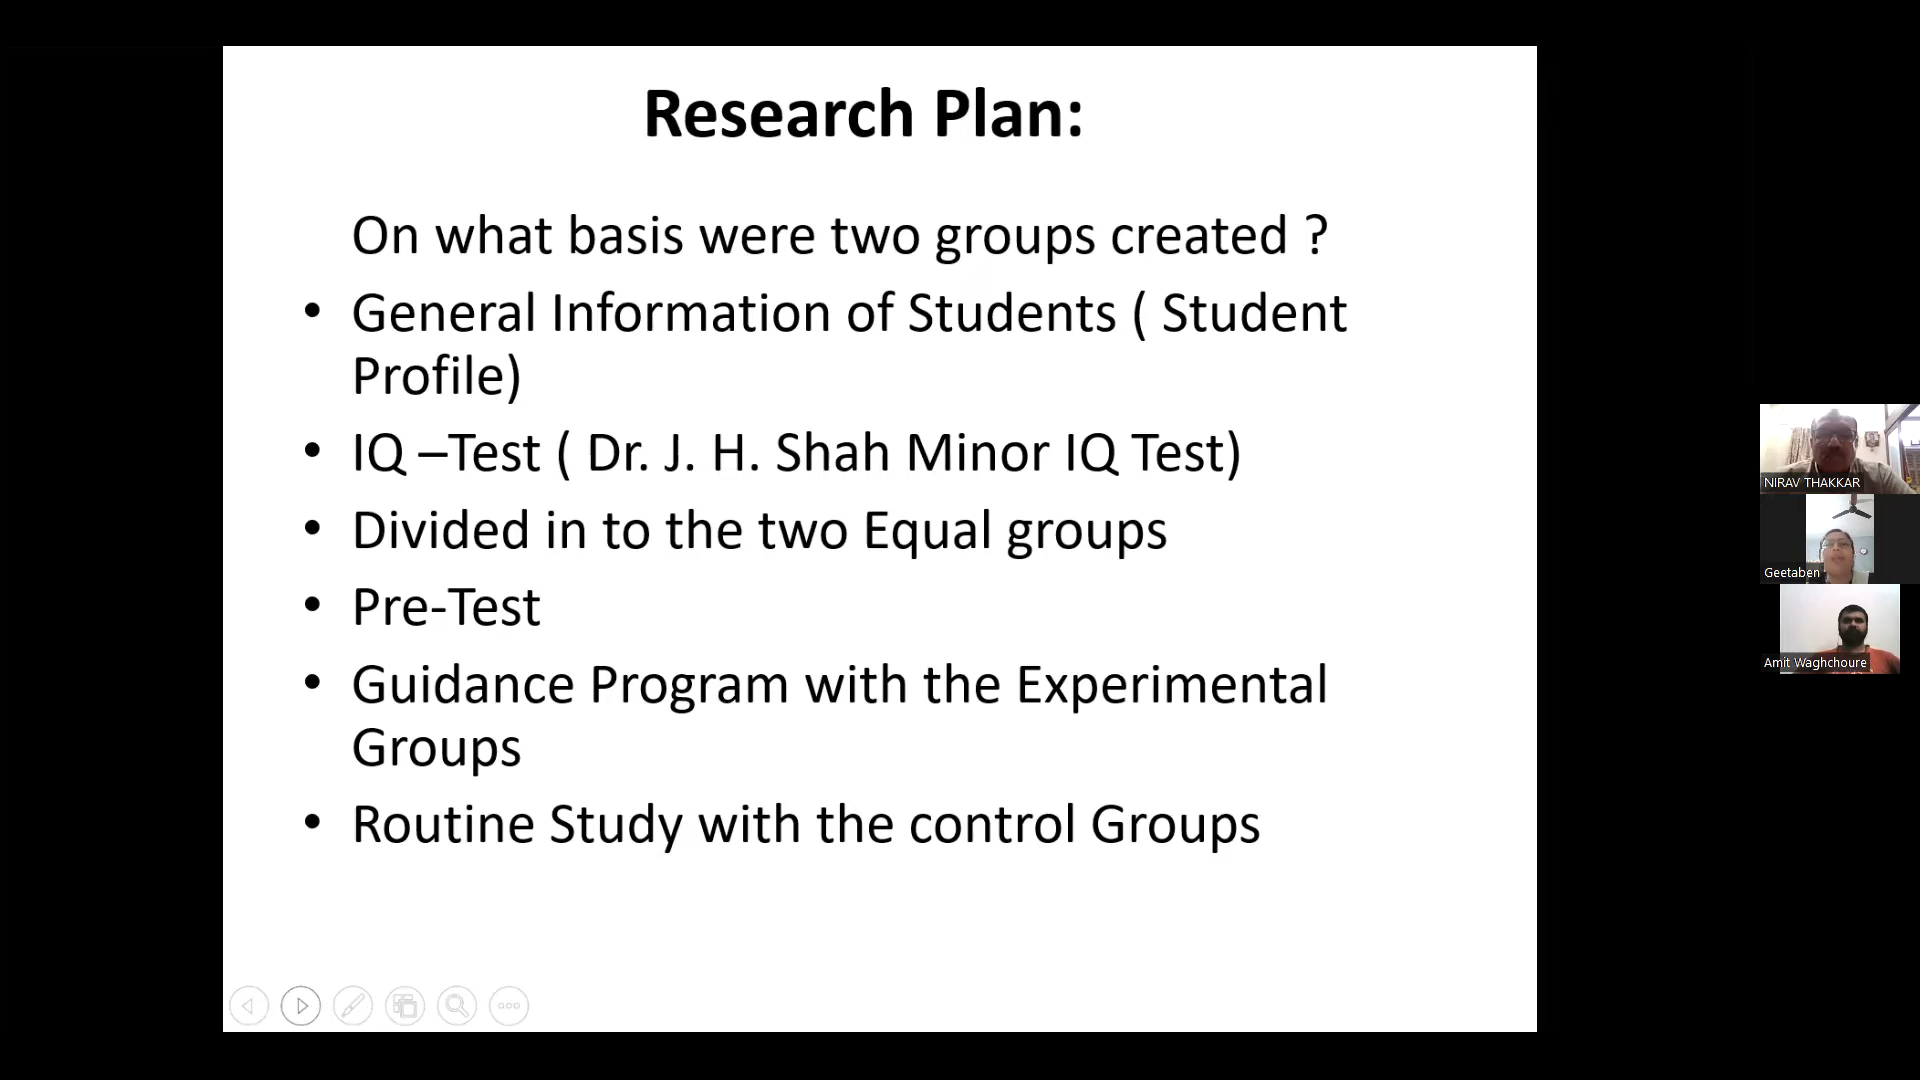 Research Plan:
On what basis were two groups created ?
• General Information of Students ( Student
Profile)
• IQ –Test ( Dr. J. H. Shah Minor IQ Test)
• Divided in to the two Equal groups
• Pre-Test
• Guidance Program with the Experimental
Groups
• Routine Study with the control Groups
NIRAV THAKKAR
Geetaben
Amit Waghchoure